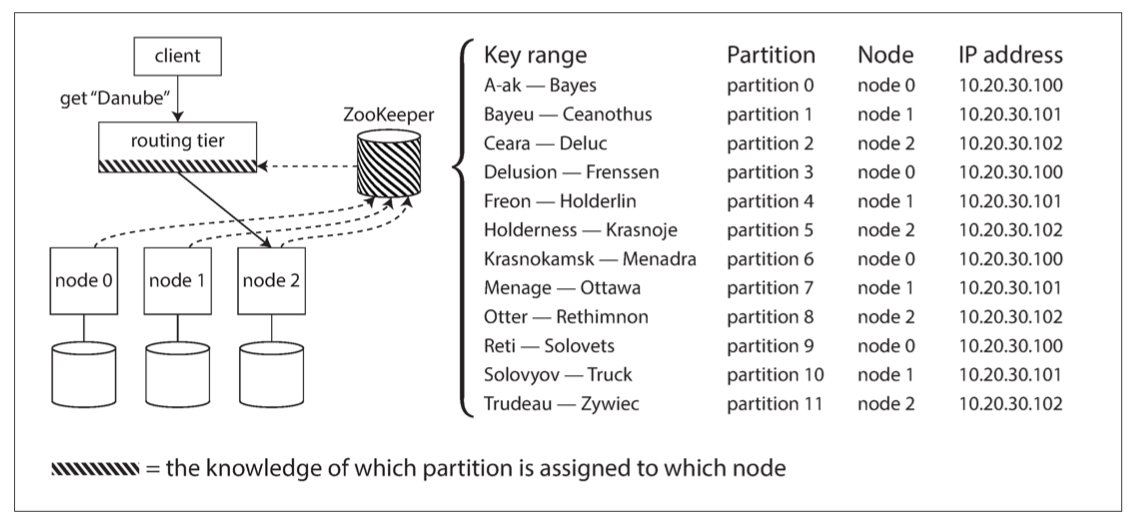 client
get “Danube”
routing tier
ZooKeeper
node 0
node 1
node 2
Key range Partition Node IP address
A-ak — Bayes partition 0 node 0 10.20.30.100
Bayeu — Ceanothus partition 1 node 1 10.20.30.101
Ceara — Deluc partition 2 node 2 10.20.30.102
Delusion — Frenssen partition 3 node 0 10.20.30.100
Freon — Holderlin partition 4 node 1 10.20.30.101
Holderness — Krasnoje partition 5 node 2 10.20.30.102
Krasnokamsk — Menadra partition 6 node 0 10.20.30.100
Menage — Ottawa partition 7 node 1 10.20.30.101
Otter — Rethimnon partition 8 node 2 10.20.30.102
Reti — Solovets partition 9 node 0 10.20.30.100
Solovyov — Truck partition 10 node 1 10.20.30.101
Trudeau — Zywiec partition 11 node 2 10.20.30.102
= the knowledge of which partition is assigned to which node